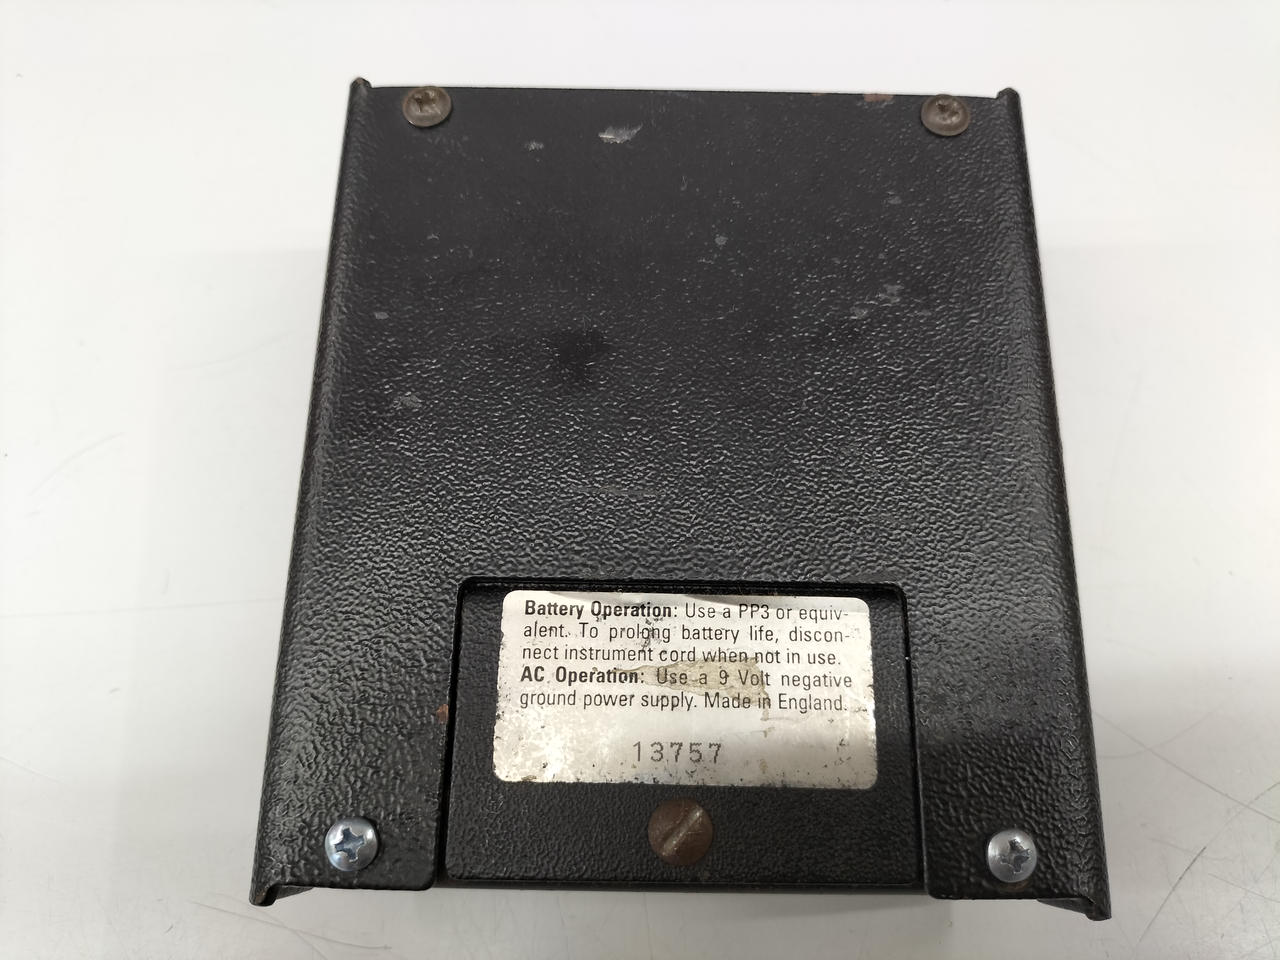 Battery Operation: Use a PP3 or equiv-
alent. To prolong battery life, discon-
nect instrument cord when not in use.
AC Operation: Use a 9 Volt negative
ground power supply. Made in England.
13757